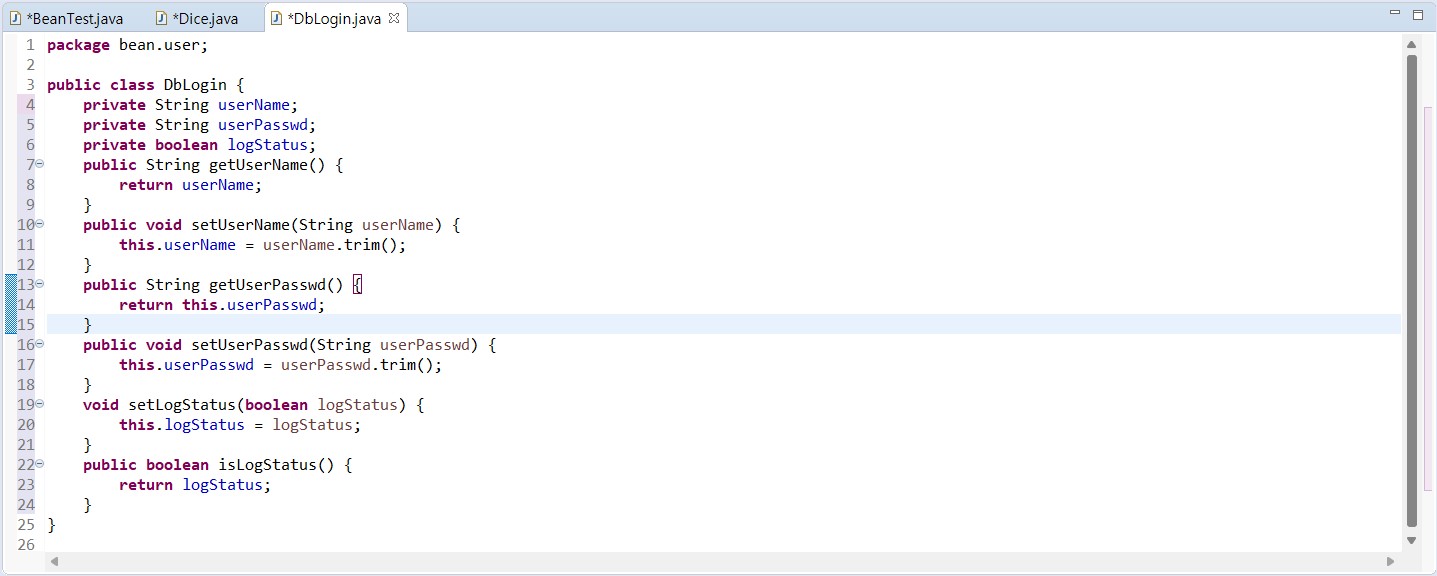 *BeanTest.java *Dice.java *DbLogin.java
1 package bean.user;
2
3 public class DbLogin {
4     private String userName;
5     private String userPasswd;
6     private boolean logStatus;
7     public String getUserName() {
8         return userName;
9     }
10     public void setUserName(String userName) {
11         this.userName = userName.trim();
12     }
13     public String getUserPasswd() {
14         return this.userPasswd;
15     }
16     public void setUserPasswd(String userPasswd) {
17         this.userPasswd = userPasswd.trim();
18     }
19     void setLogStatus(boolean logStatus) {
20         this.logStatus = logStatus;
21     }
22     public boolean isLogStatus() {
23         return logStatus;
24     }
25 }
26